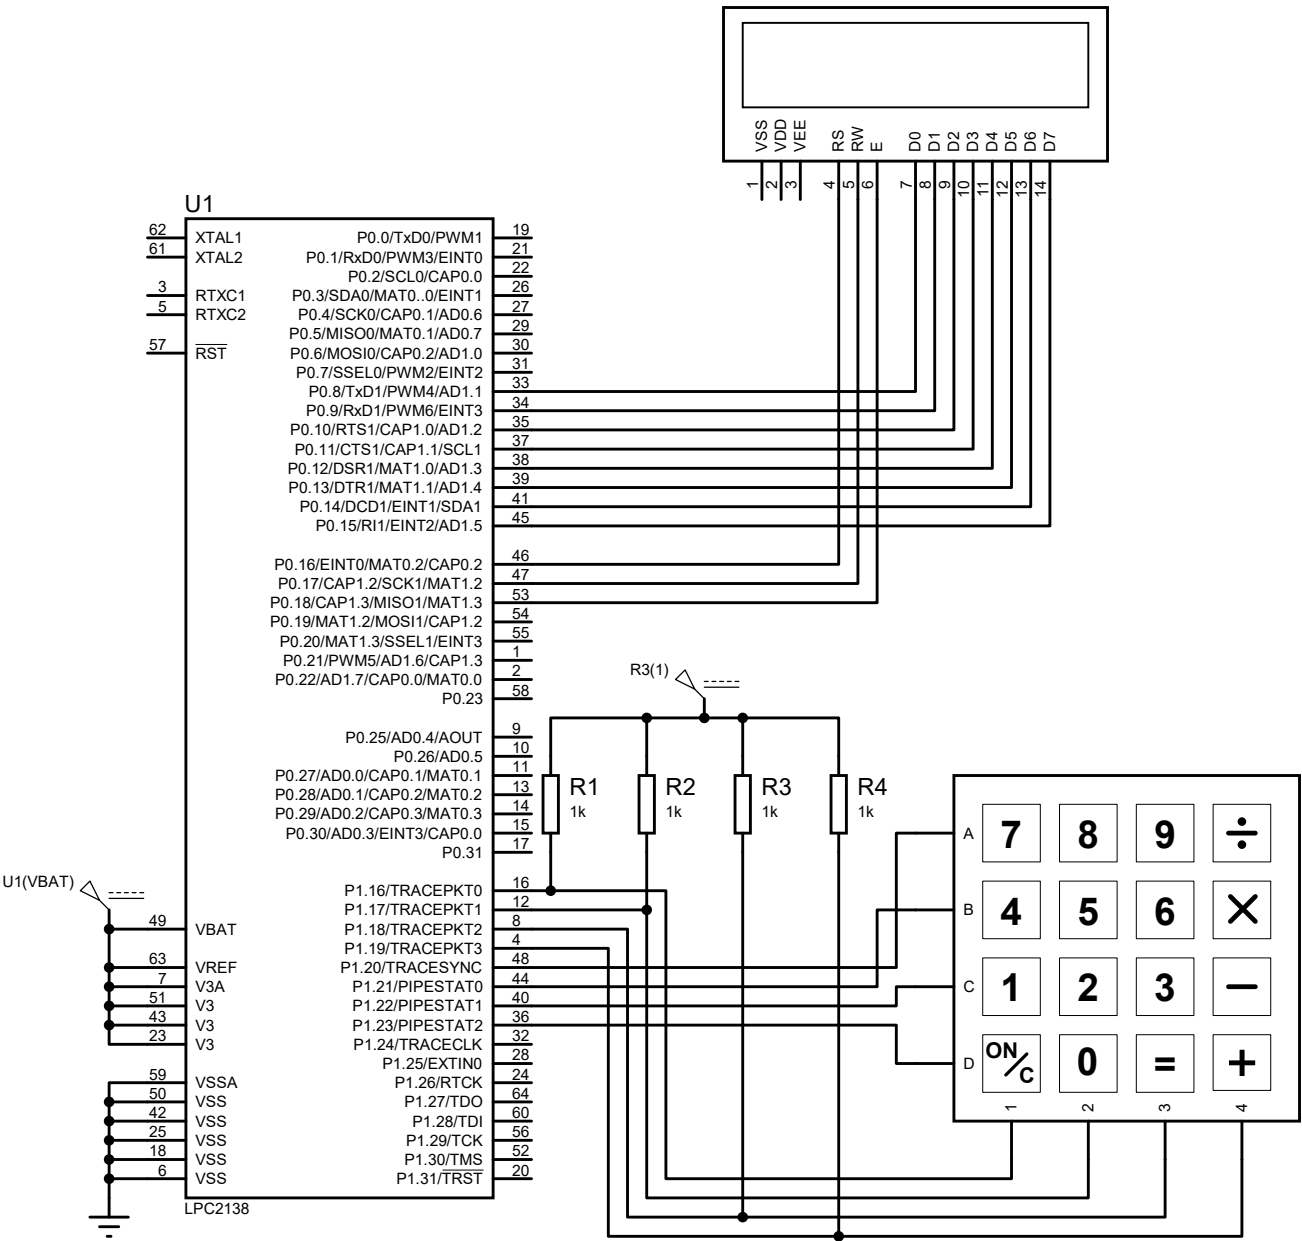 VSS
VDD
VEE
RS
RW
E
D0
D1
D2
D3
D4
D5
D6
D7
1
2
3
4
5
6
7
8
9
10
11
12
13
14
U1
62 XTAL1
61 XTAL2
3 RTXC1
5 RTXC2
57 RST
P0.0/TxD0/PWM1 19
P0.1/RxD0/PWM3/EINT0 21
P0.2/SCL0/CAP0.0 22
P0.3/SDA0/MAT0..0/EINT1 26
P0.4/SCK0/CAP0.1/AD0.6 27
P0.5/MISO0/MAT0.1/AD0.7 29
P0.6/MOSI0/CAP0.2/AD1.0 30
P0.7/SSEL0/PWM2/EINT2 31
P0.8/TxD1/PWM4/AD1.1 33
P0.9/RxD1/PWM6/EINT3 34
P0.10/RTS1/CAP1.0/AD1.2 35
P0.11/CTS1/CAP1.1/SCL1 37
P0.12/DSR1/MAT1.0/AD1.3 38
P0.13/DTR1/MAT1.1/AD1.4 39
P0.14/DCD1/EINT1/SDA1 41
P0.15/RI1/EINT2/AD1.5 45
P0.16/EINT0/MAT0.2/CAP0.2 46
P0.17/CAP1.2/SCK1/MAT1.2 47
P0.18/CAP1.3/MISO1/MAT1.3 53
P0.19/MAT1.2/MOSI1/CAP1.2 54
P0.20/MAT1.3/SSEL1/EINT3 55
P0.21/PWM5/AD1.6/CAP1.3 1
P0.22/AD1.7/CAP0.0/MAT0.0 2
P0.23 58
P0.25/AD0.4/AOUT 9
P0.26/AD0.5 10
P0.27/AD0.0/CAP0.1/MAT0.1 11
P0.28/AD0.1/CAP0.2/MAT0.2 13
P0.29/AD0.2/CAP0.3/MAT0.3 14
P0.30/AD0.3/EINT3/CAP0.0 15
P0.31 17
P1.16/TRACEPKT0 16
P1.17/TRACEPKT1 12
P1.18/TRACEPKT2 8
P1.19/TRACEPKT3 4
P1.20/TRACESYNC 48
P1.21/PIPESTAT0 44
P1.22/PIPESTAT1 40
P1.23/PIPESTAT2 36
P1.24/TRACECLK 32
P1.25/EXTIN0 28
P1.26/RTCK 24
P1.27/TDO 64
P1.28/TDI 60
P1.29/TCK 56
P1.30/TMS 52
P1.31/TRST 20
U1(VBAT)
49 VBAT
63 VREF
7 V3A
51 V3
43 V3
23 V3
59 VSSA
50 VSS
42 VSS
25 VSS
18 VSS
6 VSS
LPC2138
R3(1)
R1
1k
R2
1k
R3
1k
R4
1k
A 7 8 9 ÷
B 4 5 6 ×
C 1 2 3 −
D ON/C 0 = +
1 2 3 4